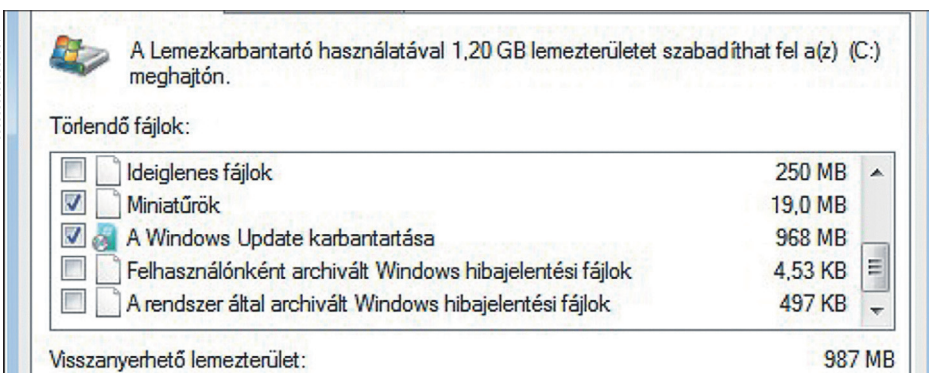 A Lemezkarbantartó használatával 1,20 GB lemezterületet szabadíthat fel a(z) (C:)
meghajtón.
Törlendő fájlok:
Ideiglenes fájlok 250 MB
Miniatűrök 19,0 MB
A Windows Update karbantartása 968 MB
Felhasználónként archivált Windows hibajelentési fájlok 4,53 KB
A rendszer által archivált Windows hibajelentési fájlok 497 KB
Visszanyerhető lemezterület: 987 MB